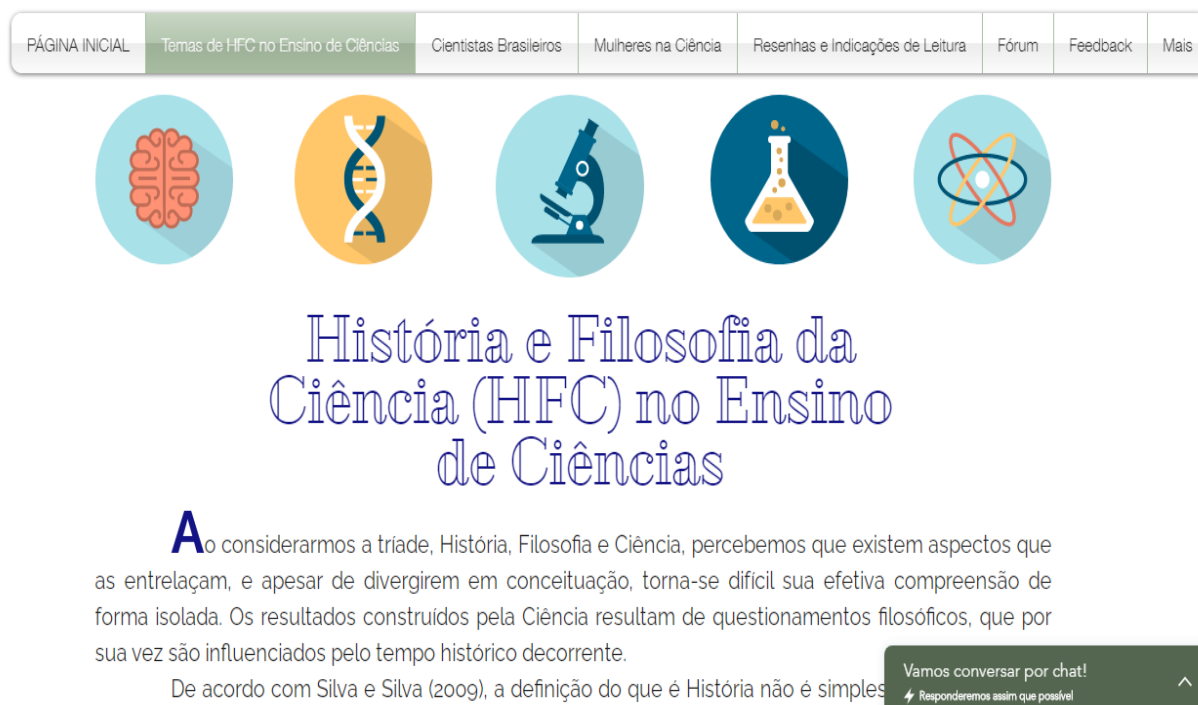 PÁGINA INICIAL Temas de HFC no Ensino de Ciências Cientistas Brasileiros Mulheres na Ciência Resenhas e Indicações de Leitura Fórum Feedback Mais
História e Filosofia da
Ciência (HFC) no Ensino
de Ciências
Ao considerarmos a tríade, História, Filosofia e Ciência, percebemos que existem aspectos que
as entrelaçam, e apesar de divergirem em conceituação, torna-se difícil sua efetiva compreensão de
forma isolada. Os resultados construídos pela Ciência resultam de questionamentos filosóficos, que por
sua vez são influenciados pelo tempo histórico decorrente.
De acordo com Silva e Silva (2009), a definição do que é História não é simples
Vamos conversar por chat!
Responderemos assim que possível